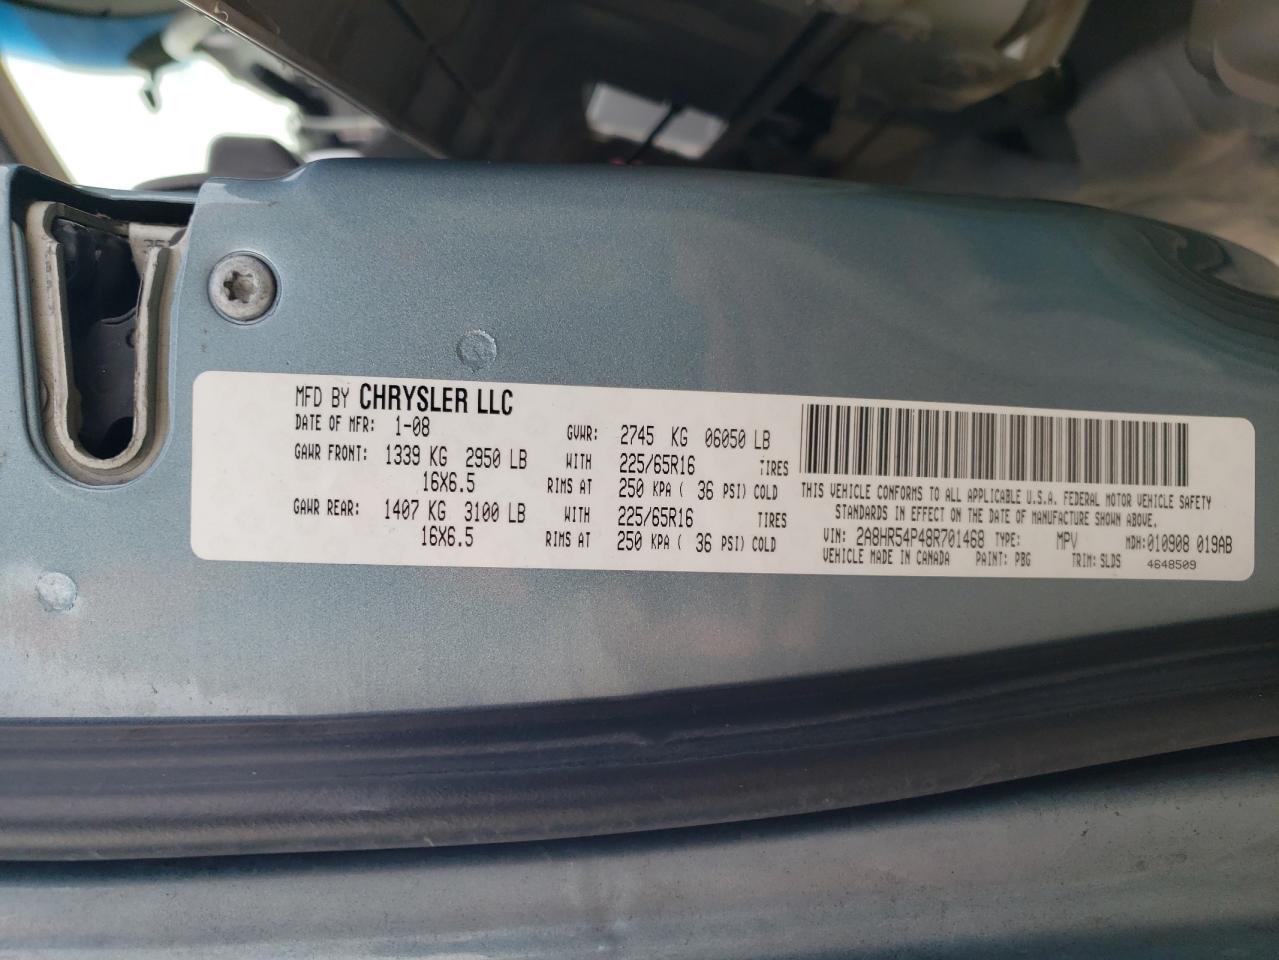 MFD BY CHRYSLER LLC
DATE OF MFR: 1-08 GVWR: 2745 KG 06050 LB
GAWR FRONT: 1339 KG 2950 LB WITH 225/65R16 TIRES
16X6.5 RIMS AT 250 KPA ( 36 PSI) COLD
GAWR REAR: 1407 KG 3100 LB WITH 225/65R16 TIRES
16X6.5 RIMS AT 250 KPA ( 36 PSI) COLD
THIS VEHICLE CONFORMS TO ALL APPLICABLE U.S.A. FEDERAL MOTOR VEHICLE SAFETY
STANDARDS IN EFFECT ON THE DATE OF MANUFACTURE SHOWN ABOVE.
VIN: 2A8HR54P48R701468 TYPE: MPV MDH: 010908 019AB
VEHICLE MADE IN CANADA PAINT: PBG TRIM: SLDS 4648509